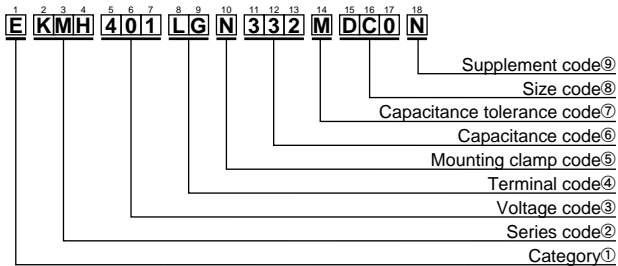 1 2 3 4 5 6 7 8 9 10 11 12 13 14 15 16 17 18
E KMH 401 LG N 332 M DC0 N
Supplement code⑨
Size code⑧
Capacitance tolerance code⑦
Capacitance code⑥
Mounting clamp code⑤
Terminal code④
Voltage code③
Series code②
Category①